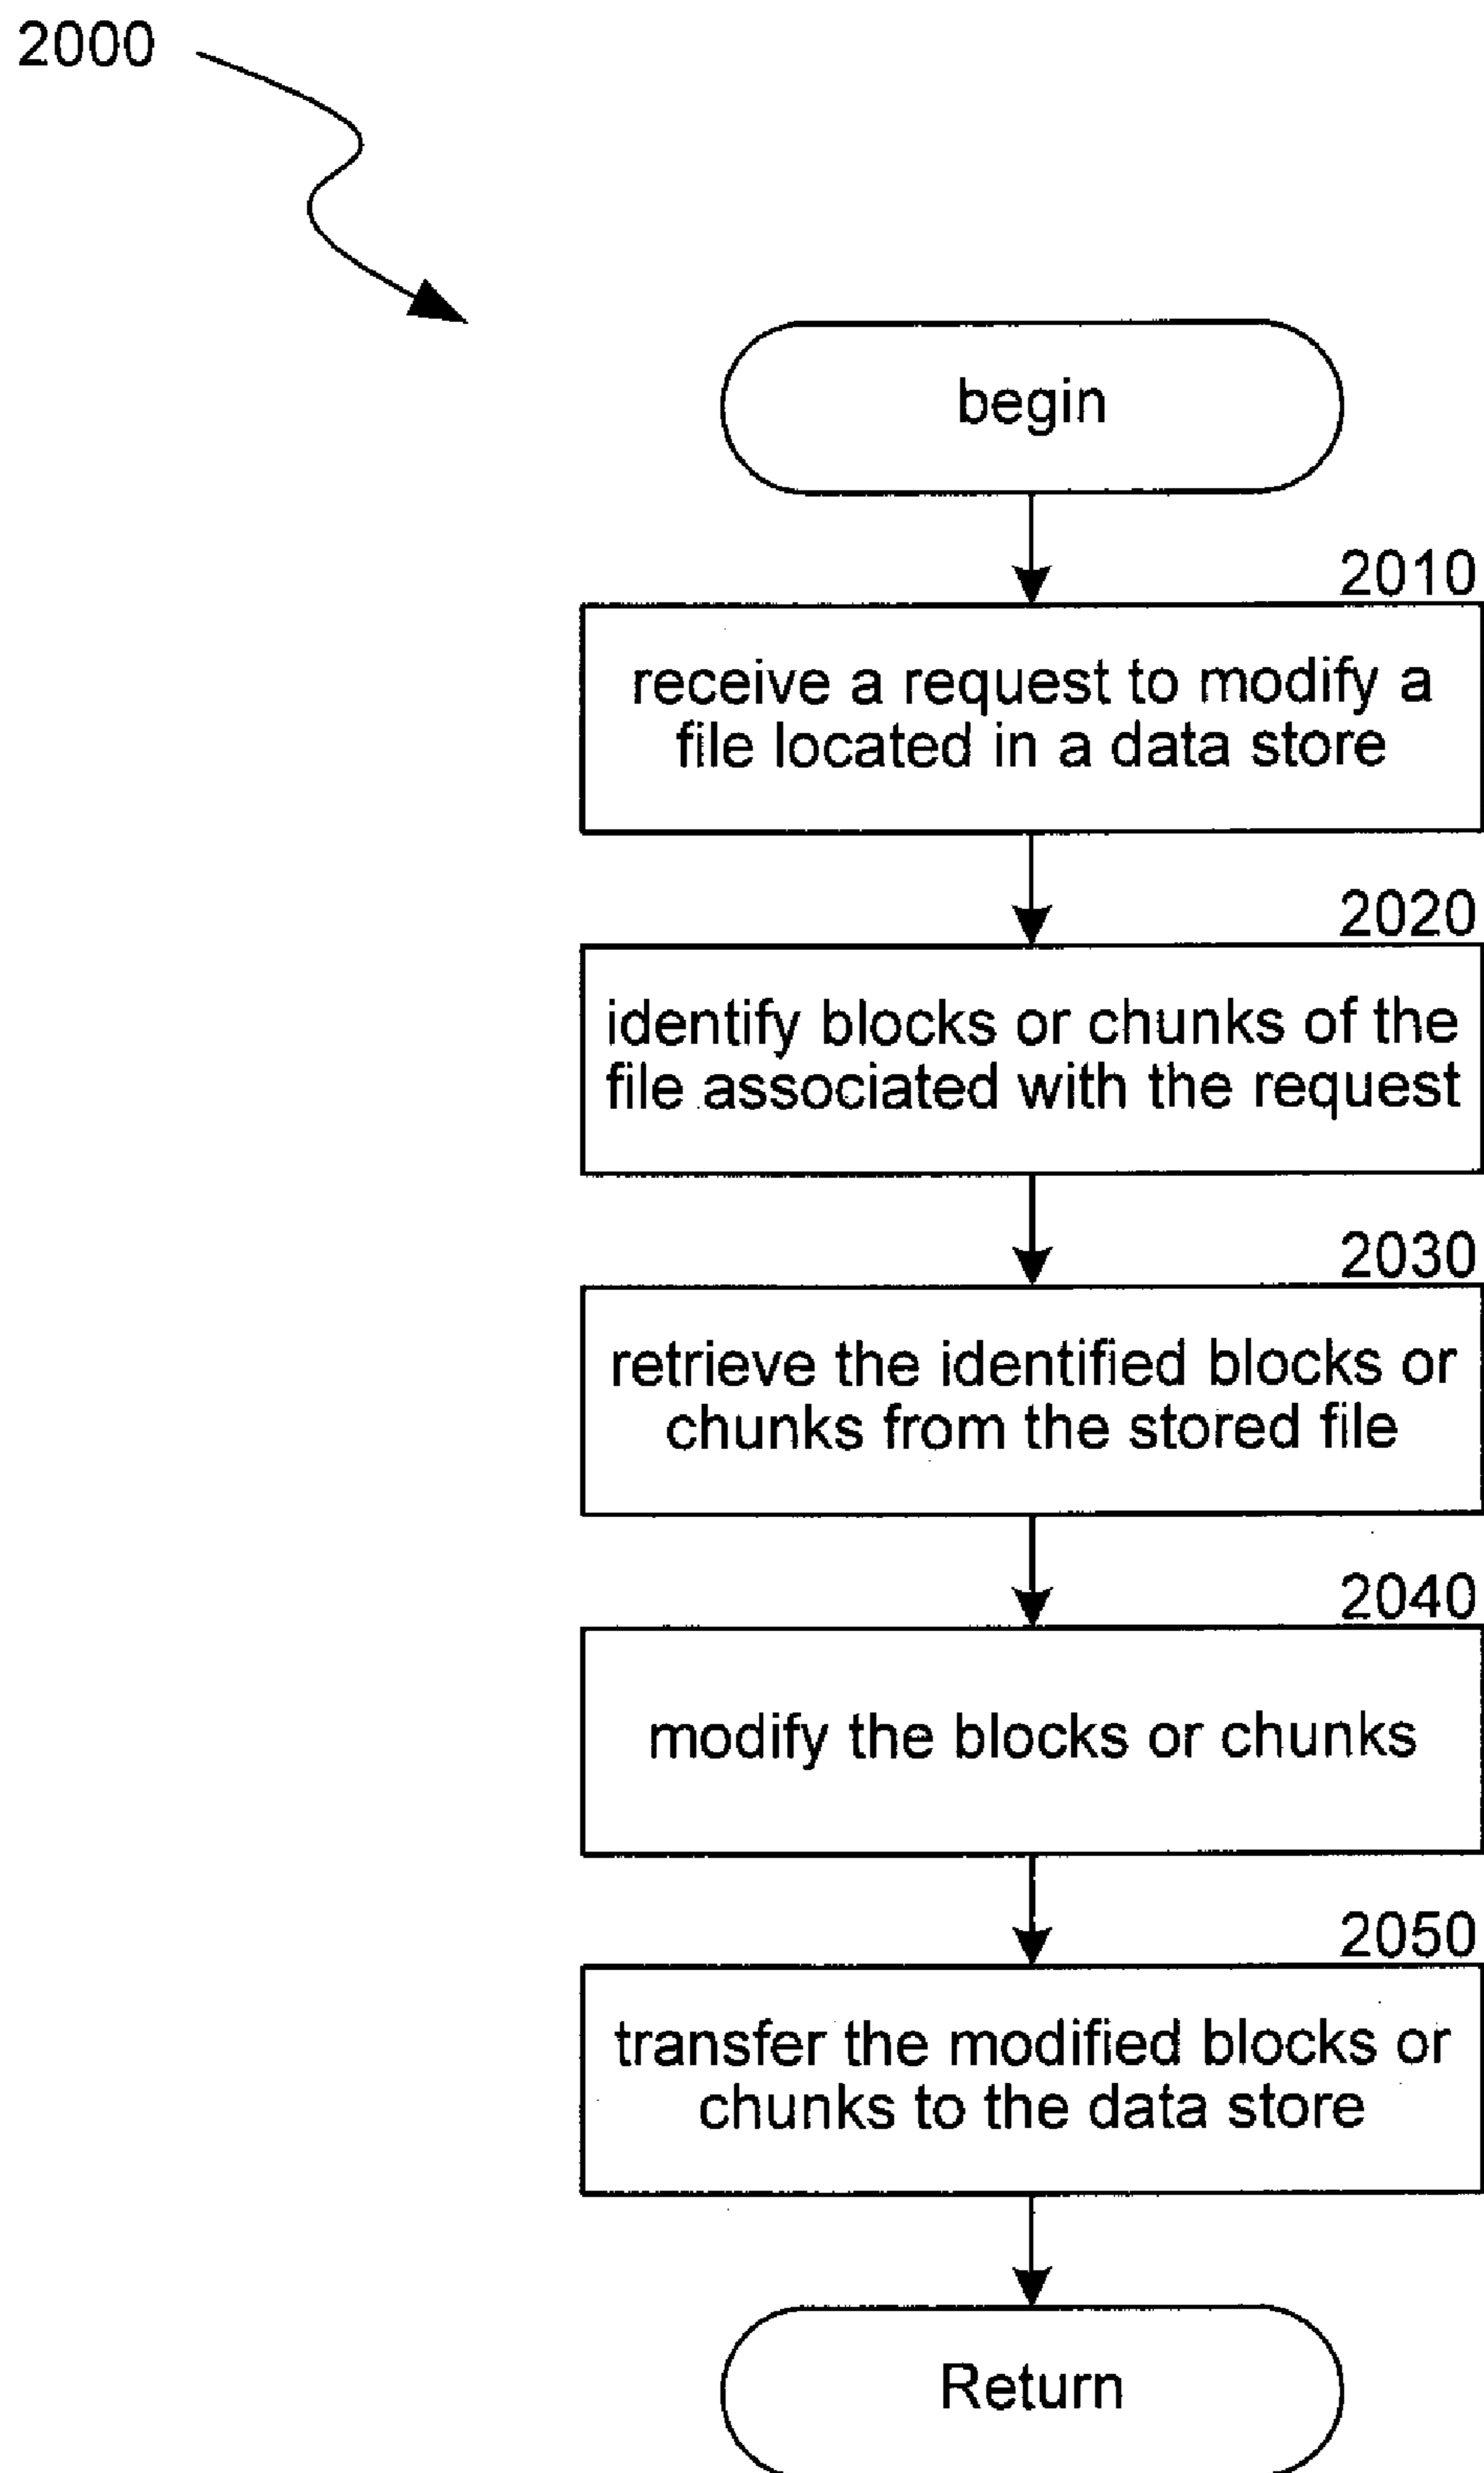 2000
begin
2010
receive a request to modify a
file located in a data store
2020
identify blocks or chunks of the
file associated with the request
2030
retrieve the identified blocks or
chunks from the stored file
2040
modify the blocks or chunks
2050
transfer the modified blocks or
chunks to the data store
Return